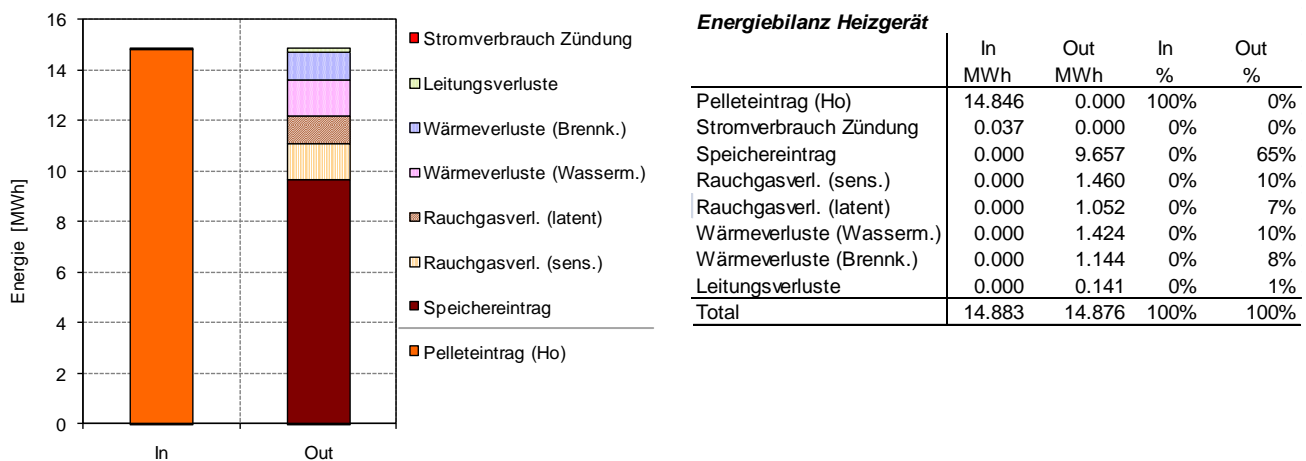 16
14
12
10
8
6
4
2
0
Energie [MWh]
In Out
Stromverbrauch Zündung
Leitungsverluste
Wärmeverluste (Brennk.)
Wärmeverluste (Wasserm.)
Rauchgasverl. (latent)
Rauchgasverl. (sens.)
Speichereintrag
Pelleteintrag (Ho)
Energiebilanz Heizgerät
In Out In Out
MWh MWh % %
Pelleteintrag (Ho) 14.846 0.000 100% 0%
Stromverbrauch Zündung 0.037 0.000 0% 0%
Speichereintrag 0.000 9.657 0% 65%
Rauchgasverl. (sens.) 0.000 1.460 0% 10%
Rauchgasverl. (latent) 0.000 1.052 0% 7%
Wärmeverluste (Wasserm.) 0.000 1.424 0% 10%
Wärmeverluste (Brennk.) 0.000 1.144 0% 8%
Leitungsverluste 0.000 0.141 0% 1%
Total 14.883 14.876 100% 100%